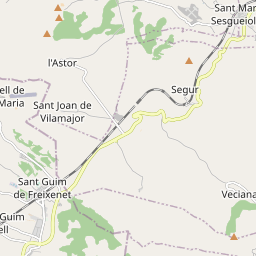 Sant Mar
Sesgueiol
l'Astor
ell de
Maria
Segur
Sant Joan de
Vilamajor
Sant Guim
de Freixenet
Veciana
Guim
ell